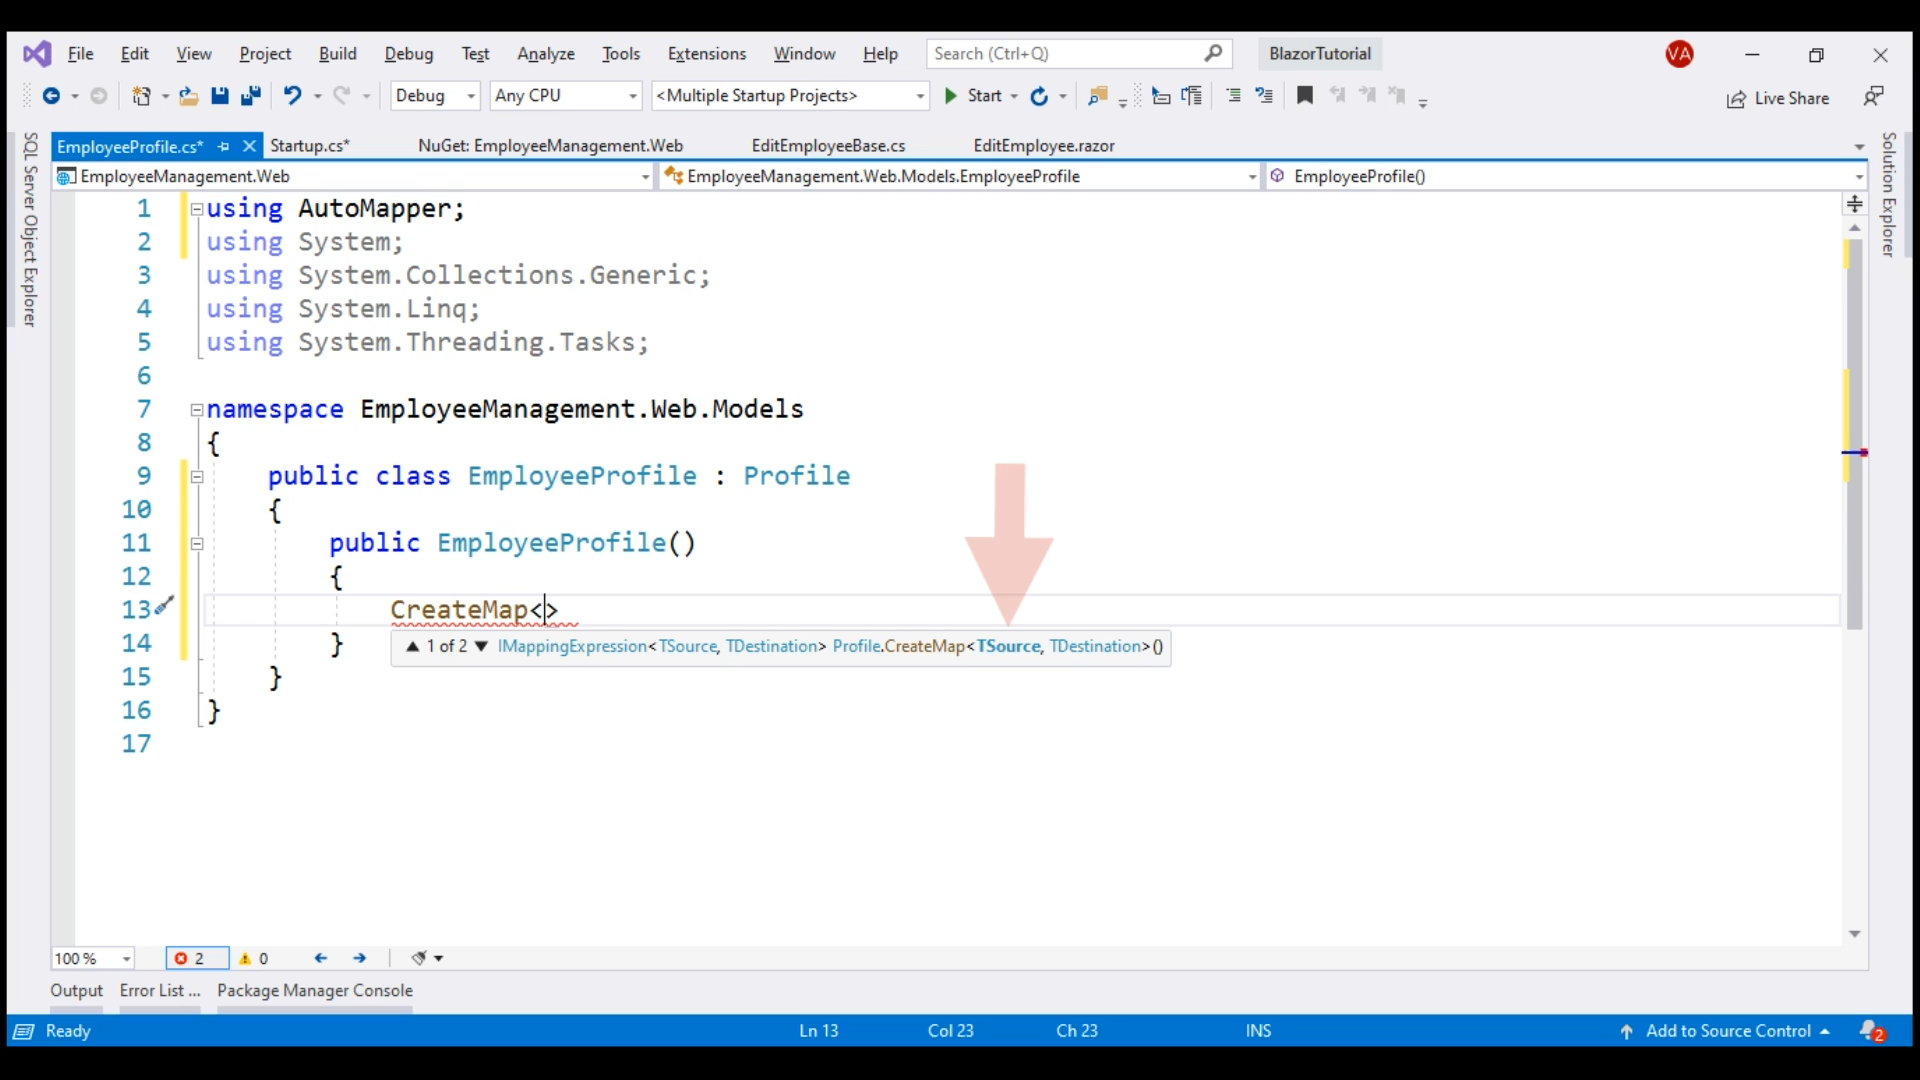 File Edit View Project Build Debug Test Analyze Tools Extensions Window Help Search (Ctrl+Q) BlazorTutorial VA
Debug Any CPU <Multiple Startup Projects> Start Live Share
SQL Server Object Explorer
Solution Explorer
EmployeeProfile.cs* Startup.cs* NuGet: EmployeeManagement.Web EditEmployeeBase.cs EditEmployee.razor
EmployeeManagement.Web EmployeeManagement.Web.Models.EmployeeProfile EmployeeProfile()
1 using AutoMapper;
2 using System;
3 using System.Collections.Generic;
4 using System.Linq;
5 using System.Threading.Tasks;
6
7 namespace EmployeeManagement.Web.Models
8 {
9 public class EmployeeProfile : Profile
10 {
11 public EmployeeProfile()
12 {
13 CreateMap<>
14 }
1 of 2 IMappingExpression<TSource, TDestination> Profile.CreateMap<TSource, TDestination>()
15 }
16 }
17
100 % 2 0
Output Error List ... Package Manager Console
Ready Ln 13 Col 23 Ch 23 INS Add to Source Control 2